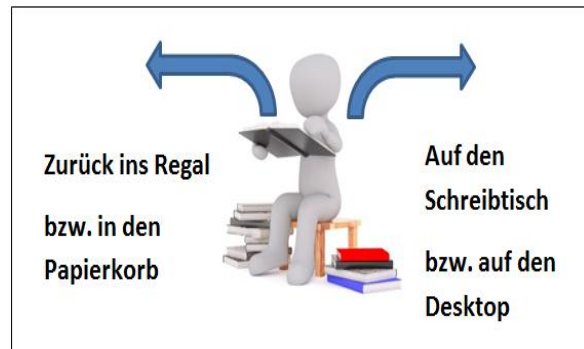 Zurück ins Regal
bzw. in den
Papierkorb
Auf den
Schreibtisch
bzw. auf den
Desktop